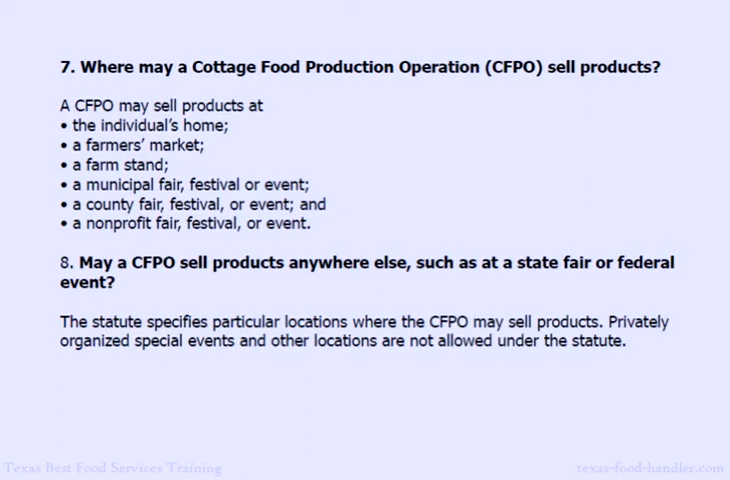 7. Where may a Cottage Food Production Operation (CFPO) sell products?
A CFPO may sell products at
• the individual's home;
• a farmers' market;
• a farm stand;
• a municipal fair, festival or event;
• a county fair, festival, or event; and
• a nonprofit fair, festival, or event.
8. May a CFPO sell products anywhere else, such as at a state fair or federal
event?
The statute specifies particular locations where the CFPO may sell products. Privately
organized special events and other locations are not allowed under the statute.
Texas Best Food Services Training
texas-food-handler.com